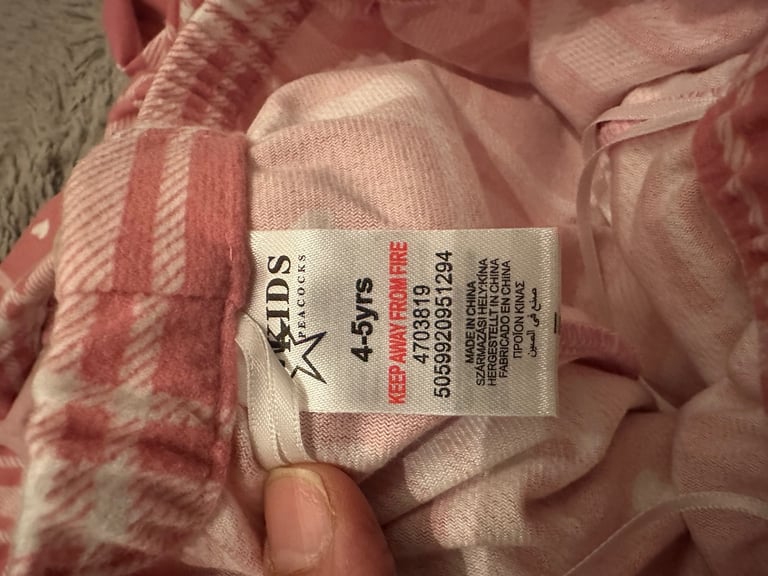 KIDS
PEACOCKS
4-5yrs
KEEP AWAY FROM FIRE
4703819
5059920951294
MADE IN CHINA
SZARMAZÁSI HELY:KÍNA
HERGESTELLT IN CHINA
FABRICADO EN CHINA
ΠΡΟΪΟΝ ΚΙΝΑΣ
صنع في الصين